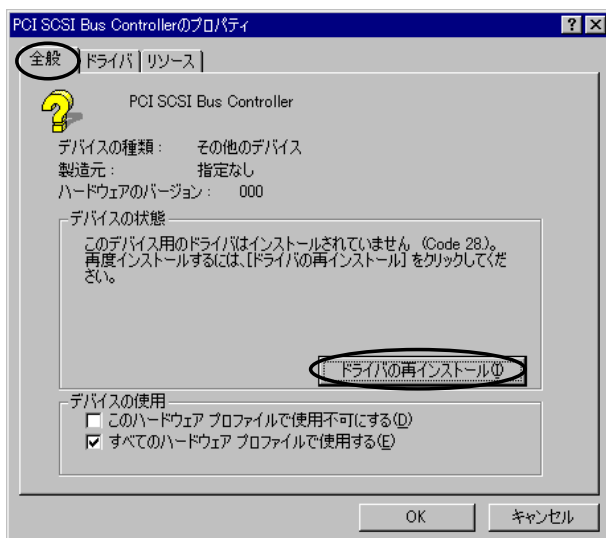 PCI SCSI Bus Controllerのプロパティ
全般 ドライバ リソース
PCI SCSI Bus Controller
デバイスの種類： その他のデバイス
製造元： 指定なし
ハードウェアのバージョン： 000
デバイスの状態
このデバイス用のドライバはインストールされていません (Code 28.)。
再度インストールするには、[ドライバの再インストール] をクリックしてくだ
さい。
ドライバの再インストール(I)
デバイスの使用
このハードウェア プロファイルで使用不可にする(D)
すべてのハードウェア プロファイルで使用する(E)
OK キャンセル